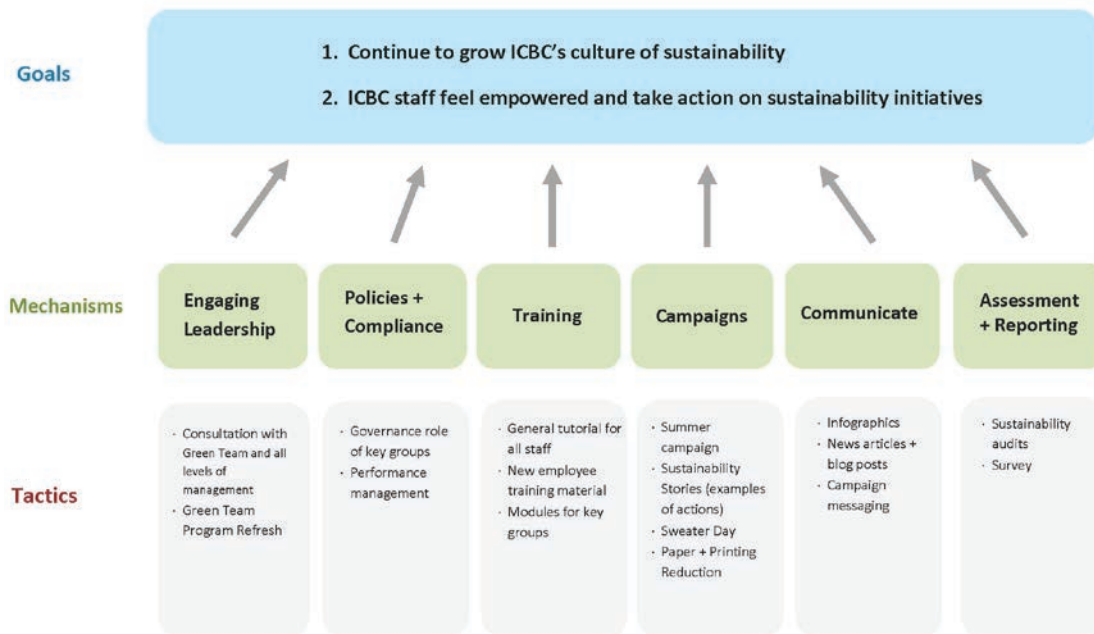 Goals
1. Continue to grow ICBC's culture of sustainability
2. ICBC staff feel empowered and take action on sustainability initiatives
Mechanisms
Engaging
Leadership
Policies +
Compliance
Training
Campaigns
Communicate
Assessment
+ Reporting
Tactics
· Consultation with
Green Team and all
levels of
management
· Green Team
Program Refresh
· Governance role
of key groups
· Performance
management
· General tutorial for
all staff
· New employee
training material
· Modules for key
groups
· Summer
campaign
· Sustainability
Stories (examples
of actions)
· Sweater Day
· Paper + Printing
Reduction
· Infographics
· News articles +
blog posts
· Campaign
messaging
· Sustainability
audits
· Survey